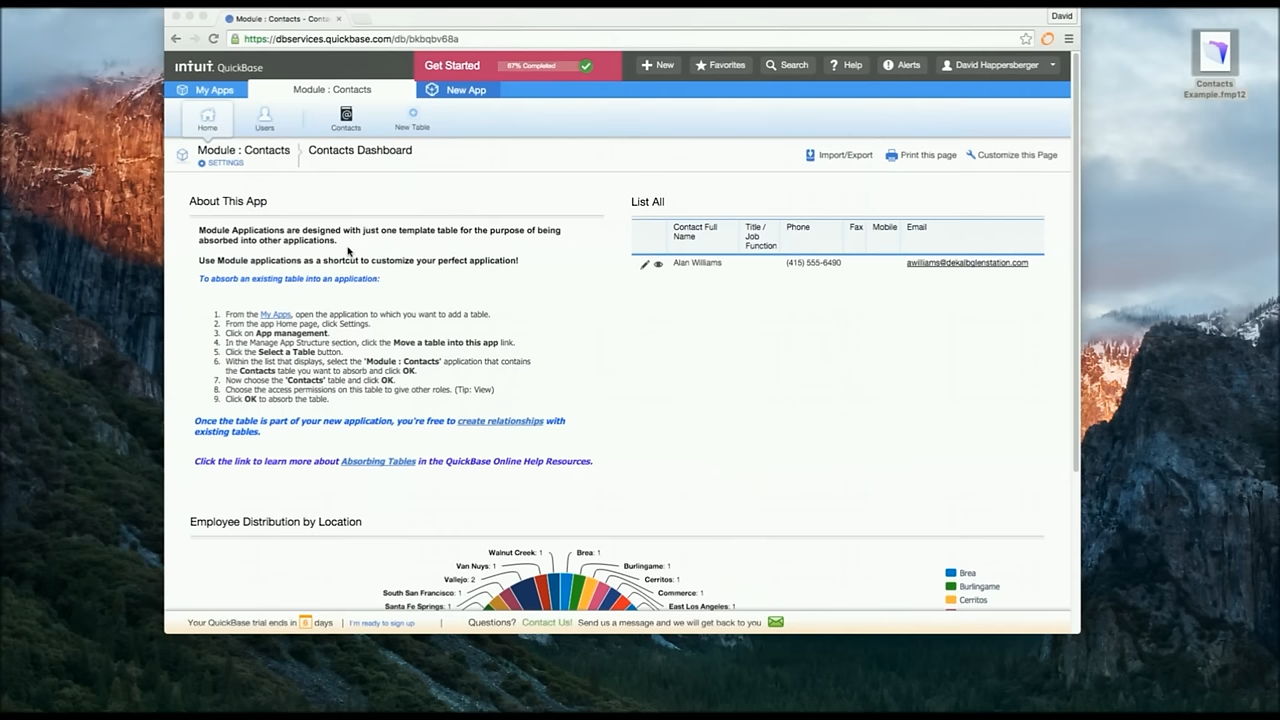 Module : Contacts - Conta
David
https://dbservices.quickbase.com/db/bkbqbv68a
intuit QuickBase
Get Started
67% Completed
New
Favorites
Search
Help
Alerts
David Happersberger
My Apps
Module : Contacts
New App
Home
Users
Contacts
New Table
Module : Contacts
Contacts Dashboard
SETTINGS
Import/Export
Print this page
Customize this Page
About This App
Module Applications are designed with just one template table for the purpose of being
absorbed into other applications.
Use Module applications as a shortcut to customize your perfect application!
To absorb an existing table into an application:
1. From the My Apps, open the application to which you want to add a table.
2. From the app Home page, click Settings.
3. Click on App management.
4. In the Manage App Structure section, click the Move a table into this app link.
5. Click the Select a Table button.
6. Within the list that displays, select the 'Module : Contacts' application that contains
the Contacts table you want to absorb and click OK.
7. Now choose the 'Contacts' table and click OK.
8. Choose the access permissions on this table to give other roles. (Tip: View)
9. Click OK to absorb the table.
Once the table is part of your new application, you're free to create relationships with
existing tables.
Click the link to learn more about Absorbing Tables in the QuickBase Online Help Resources.
List All
Contact Full
Name
Title /
Job
Function
Phone
Fax
Mobile
Email
Alan Williams
(415) 555-6490
awilliams@dekalbglenstation.com
Employee Distribution by Location
Walnut Creek: 1
Brea: 1
Van Nuys: 1
Burlingame: 1
Vallejo: 2
Cerritos: 1
South San Francisco: 1
Commerce: 1
Santa Fe Springs: 1
East Los Angeles: 1
Brea
Burlingame
Cerritos
Your QuickBase trial ends in 6 days
I'm ready to sign up
Questions? Contact Us! Send us a message and we will get back to you
Contacts
Example.fmp12